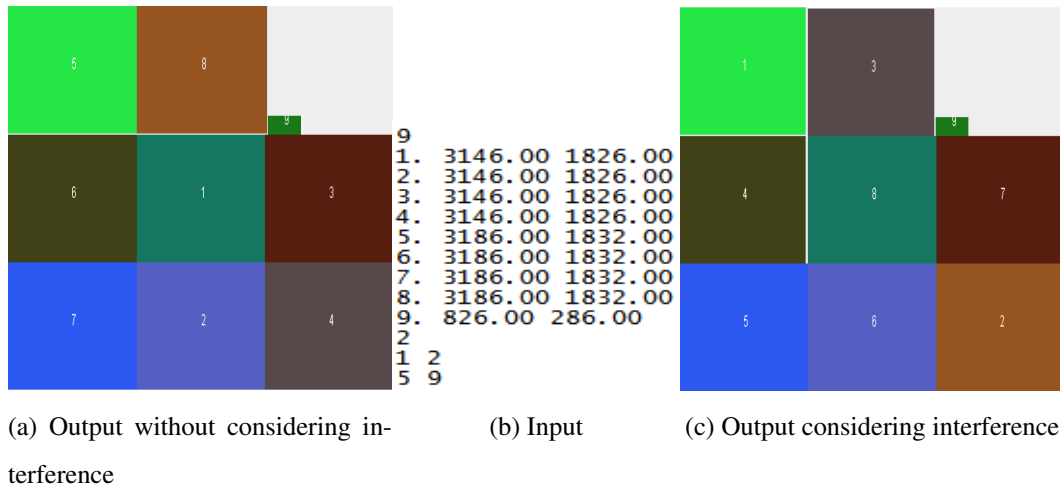 5 8
9
6 1 3
7 2 4
9
1. 3146.00 1826.00
2. 3146.00 1826.00
3. 3146.00 1826.00
4. 3146.00 1826.00
5. 3186.00 1832.00
6. 3186.00 1832.00
7. 3186.00 1832.00
8. 3186.00 1832.00
9. 826.00 286.00
2
1 2
5 9
1 3
9
4 8 7
5 6 2
(a) Output without considering in-
terference
(b) Input
(c) Output considering interference